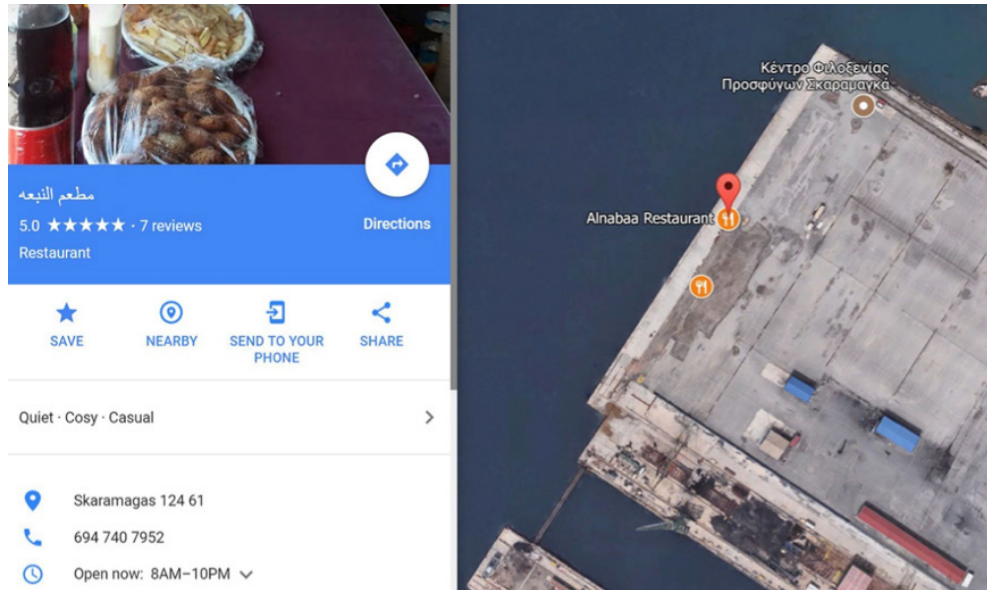 مطعم النبعه
5.0 ★★★★★ · 7 reviews
Restaurant
Directions
SAVE
NEARBY
SEND TO YOUR
PHONE
SHARE
Quiet · Cosy · Casual
Skaramagas 124 61
694 740 7952
Open now: 8AM–10PM
Κέντρο Φιλοξενίας
Προσφύγων Σκαραμαγκά
Alnabaa Restaurant